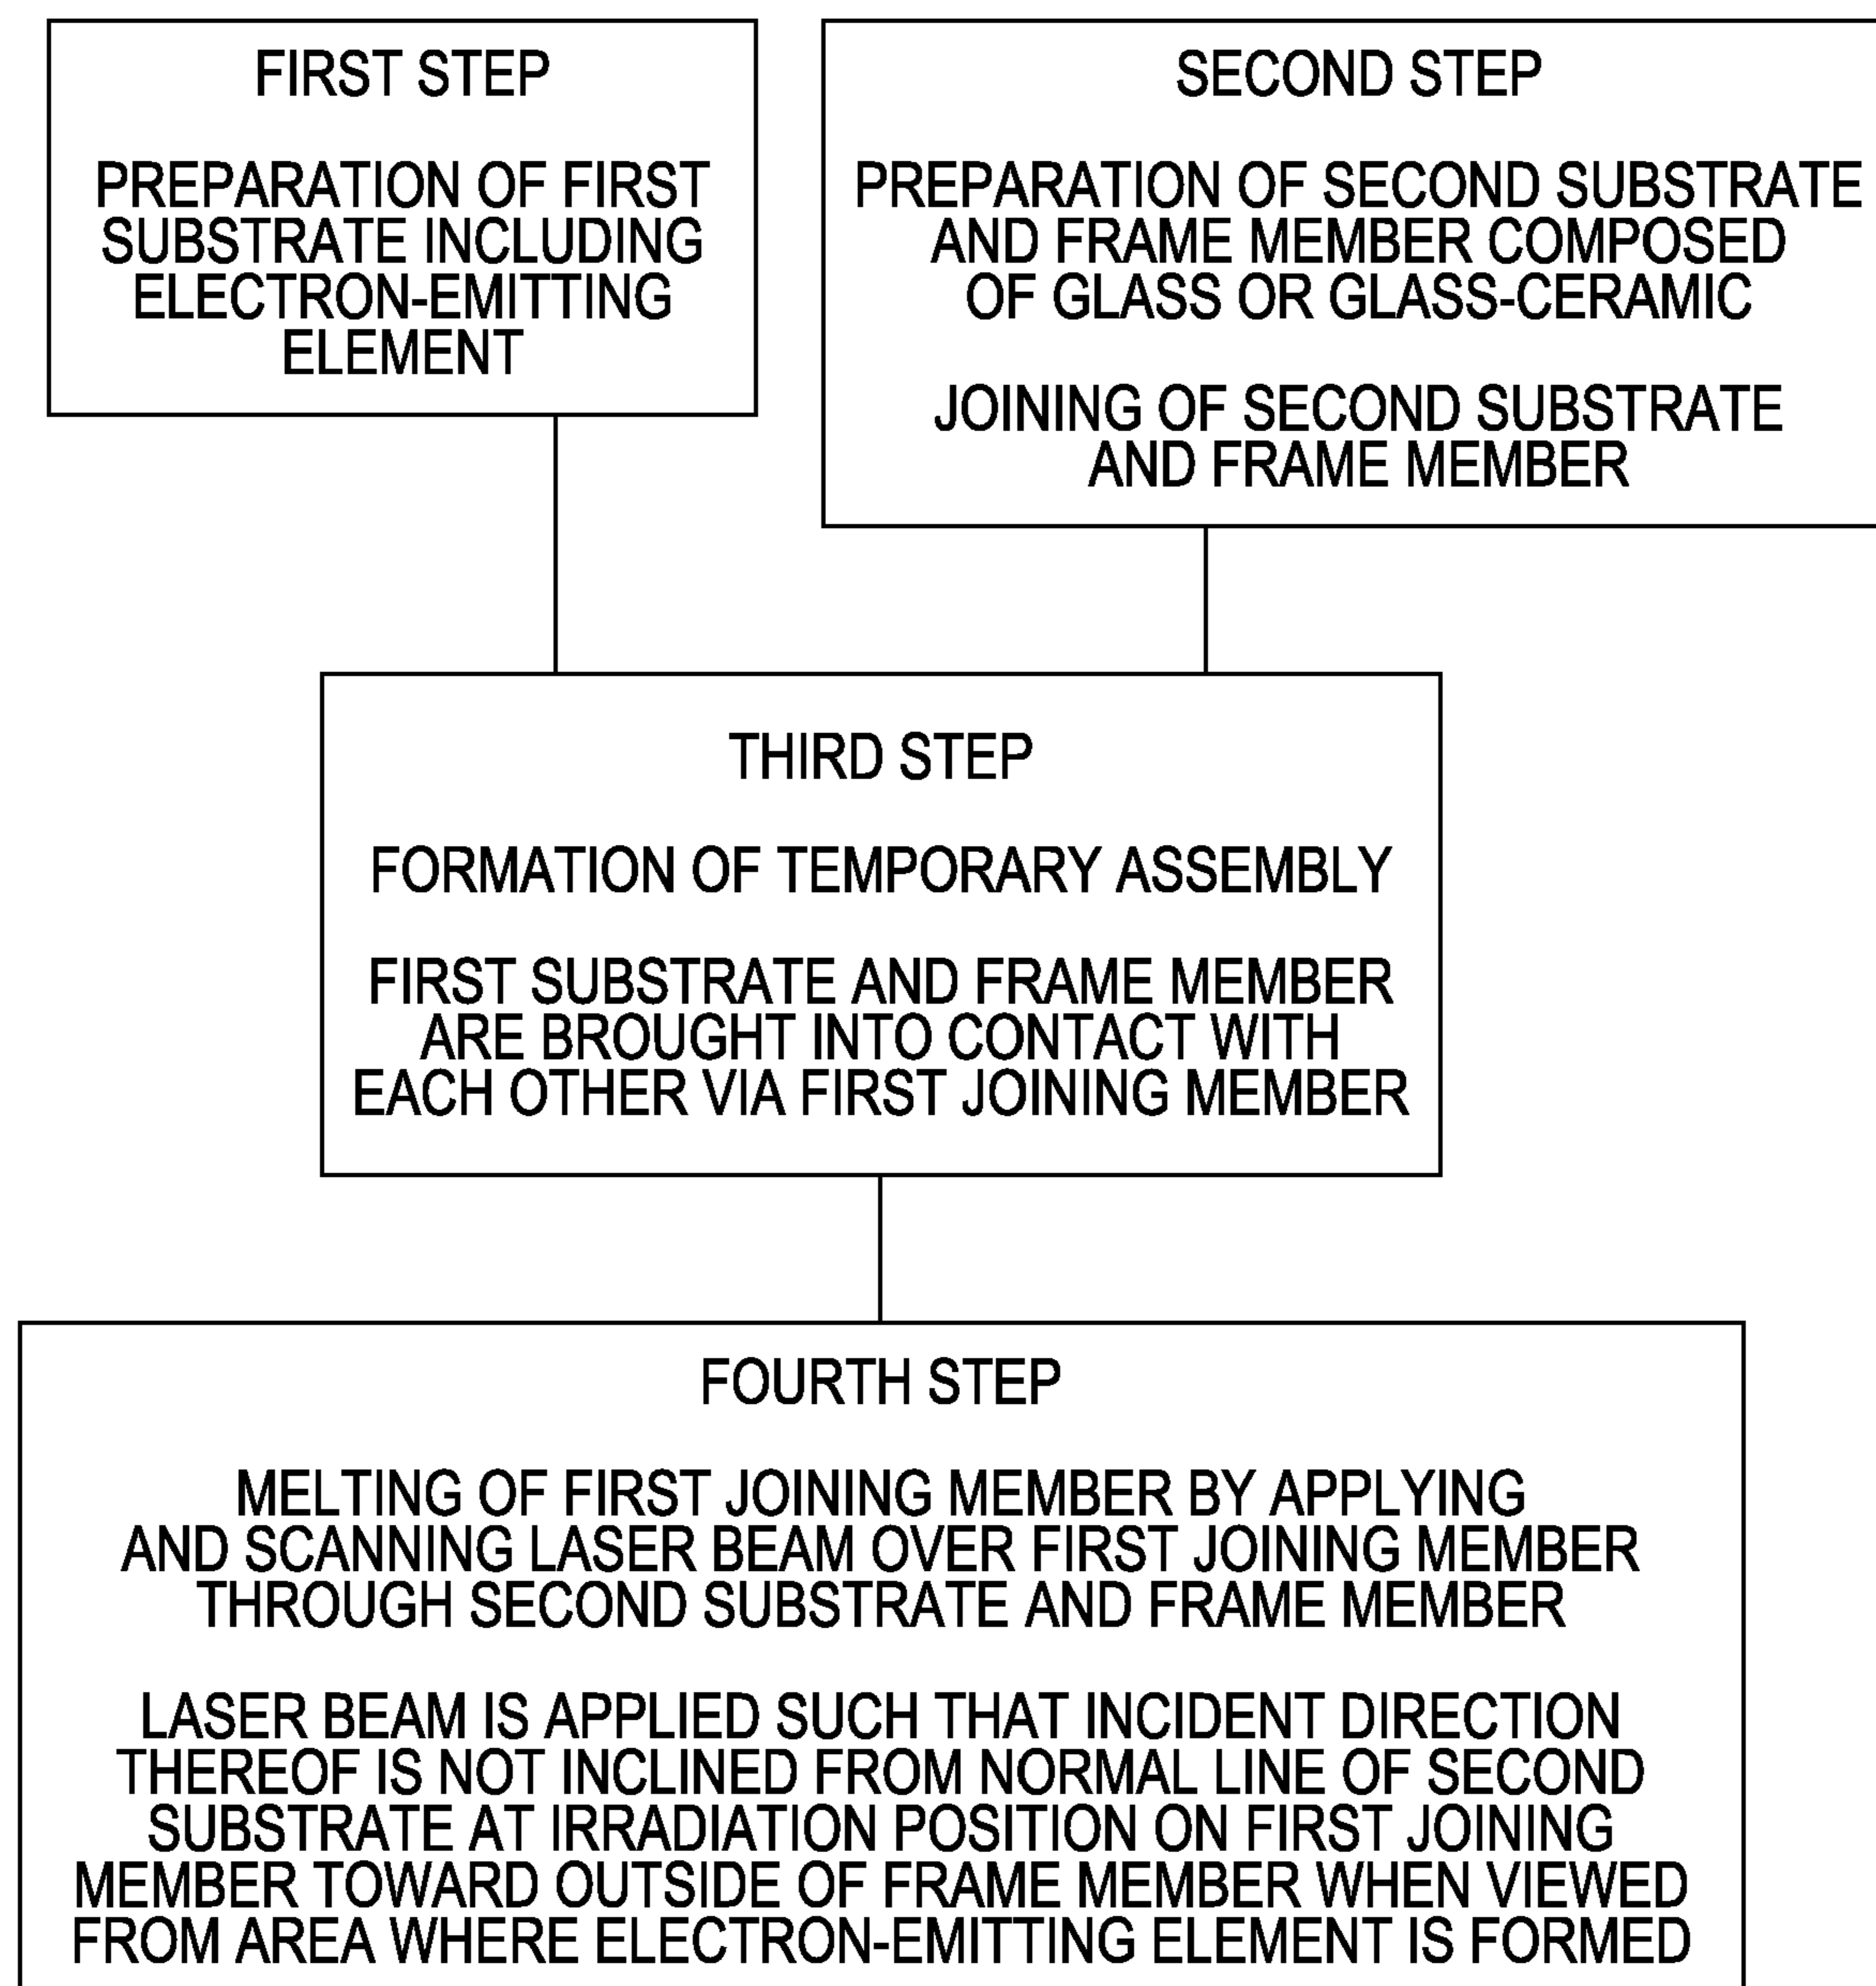 FIRST STEP
PREPARATION OF FIRST
SUBSTRATE INCLUDING
ELECTRON-EMITTING
ELEMENT
SECOND STEP
PREPARATION OF SECOND SUBSTRATE
AND FRAME MEMBER COMPOSED
OF GLASS OR GLASS-CERAMIC
JOINING OF SECOND SUBSTRATE
AND FRAME MEMBER
THIRD STEP
FORMATION OF TEMPORARY ASSEMBLY
FIRST SUBSTRATE AND FRAME MEMBER
ARE BROUGHT INTO CONTACT WITH
EACH OTHER VIA FIRST JOINING MEMBER
FOURTH STEP
MELTING OF FIRST JOINING MEMBER BY APPLYING
AND SCANNING LASER BEAM OVER FIRST JOINING MEMBER
THROUGH SECOND SUBSTRATE AND FRAME MEMBER
LASER BEAM IS APPLIED SUCH THAT INCIDENT DIRECTION
THEREOF IS NOT INCLINED FROM NORMAL LINE OF SECOND
SUBSTRATE AT IRRADIATION POSITION ON FIRST JOINING
MEMBER TOWARD OUTSIDE OF FRAME MEMBER WHEN VIEWED
FROM AREA WHERE ELECTRON-EMITTING ELEMENT IS FORMED